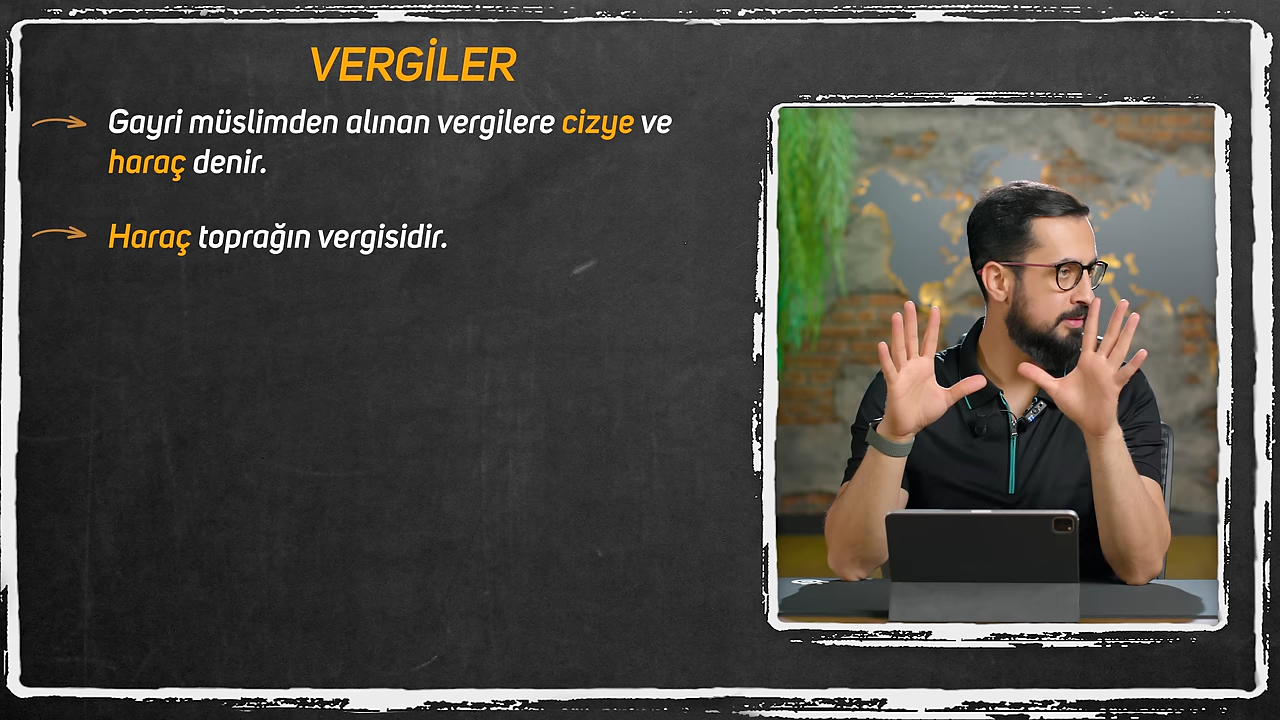 VERGİLER
Gayri müslimden alınan vergilere cizye ve
haraç denir.
Haraç toprağın vergisidir.